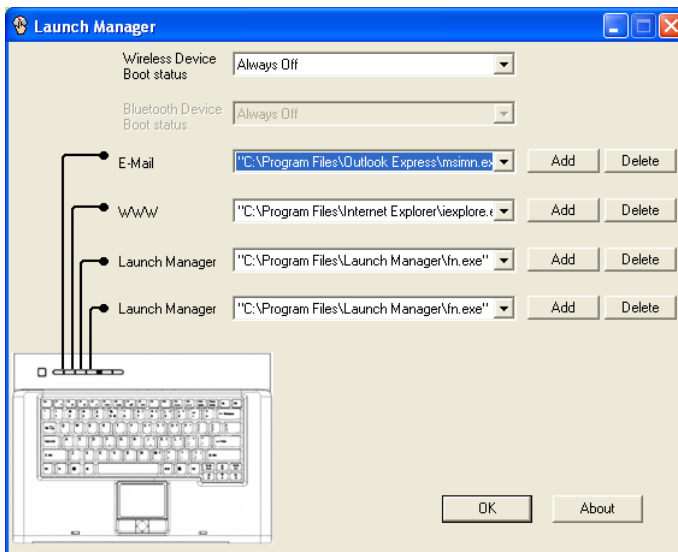 Launch Manager
Wireless Device
Boot status
Always Off
Bluetooth Device
Boot status
Always Off
E-Mail
"C:\Program Files\Outlook Express\msimn.ex
Add
Delete
WWW
"C:\Program Files\Internet Explorer\iexplore.e
Add
Delete
Launch Manager
"C:\Program Files\Launch Manager\fn.exe"
Add
Delete
Launch Manager
"C:\Program Files\Launch Manager\fn.exe"
Add
Delete
OK
About